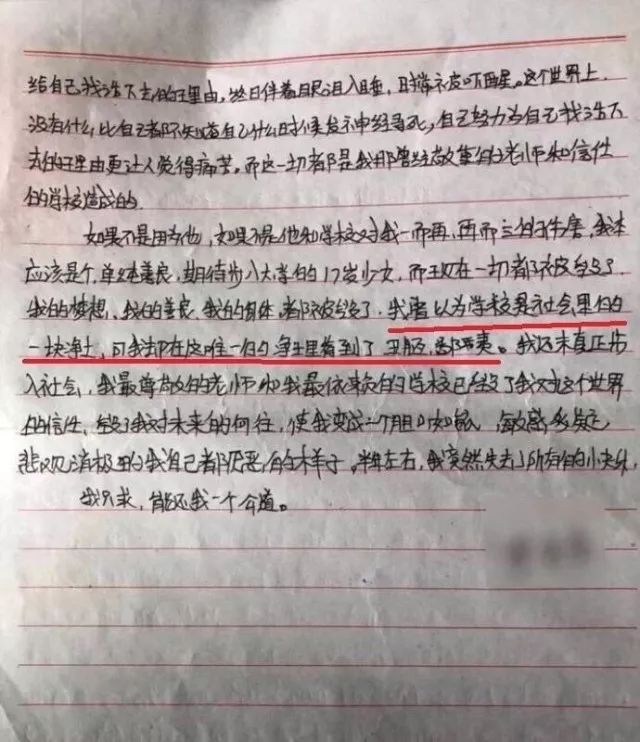 给自己找活下去的理由,终日伴着眼泪入睡,时常被吓醒。这个世界上
没有什么比自己都不知道自己什么时候发神经寻死,自己努力为自己找活下
去的理由更让人觉得痛苦。而这一切都是我那曾经敬重的老师和信任
的学校造成的
如果不是因为他,如果不是他和学校对我一而再,再而三的伤害,我本
应该是个单纯善良,期待步入大学的17岁少女,而现在一切都被毁了
我的梦想、我的善良、我的身体、都被毁了,我曾以为学校是社会里的
一块净土,可我却在这唯一的净土里看到了丑陋,鄙夷。我还未真正步
入社会,我最尊敬的老师和我最依赖的学校已经毁了我对这个世界
的信任、毁了我对未来的向往,使我变成一个胆小如鼠,敏感多疑,
悲观消极的我自己都厌恶的样子。半年左右,我突然失去了所有的小夹丹,
我只求,能还我一个公道。